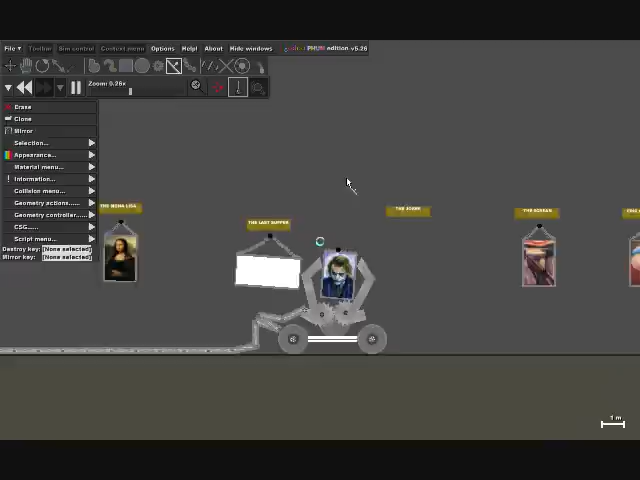 File ▾ Toolbar Sim control Context menu Options Help! About Hide windows PHUN edition v5.26
Zoom: 0.26x
Erase
Clone
Mirror
Selection...
Appearance...
Material menu...
Information...
Collision menu...
Geometry actions......
Geometry controller......
CSG......
Script menu...
Destroy key: [None selected]
Mirror key: [None selected]
THE MONA LISA
THE LAST SUPPER
THE JOKER
THE SCREAM
1 m